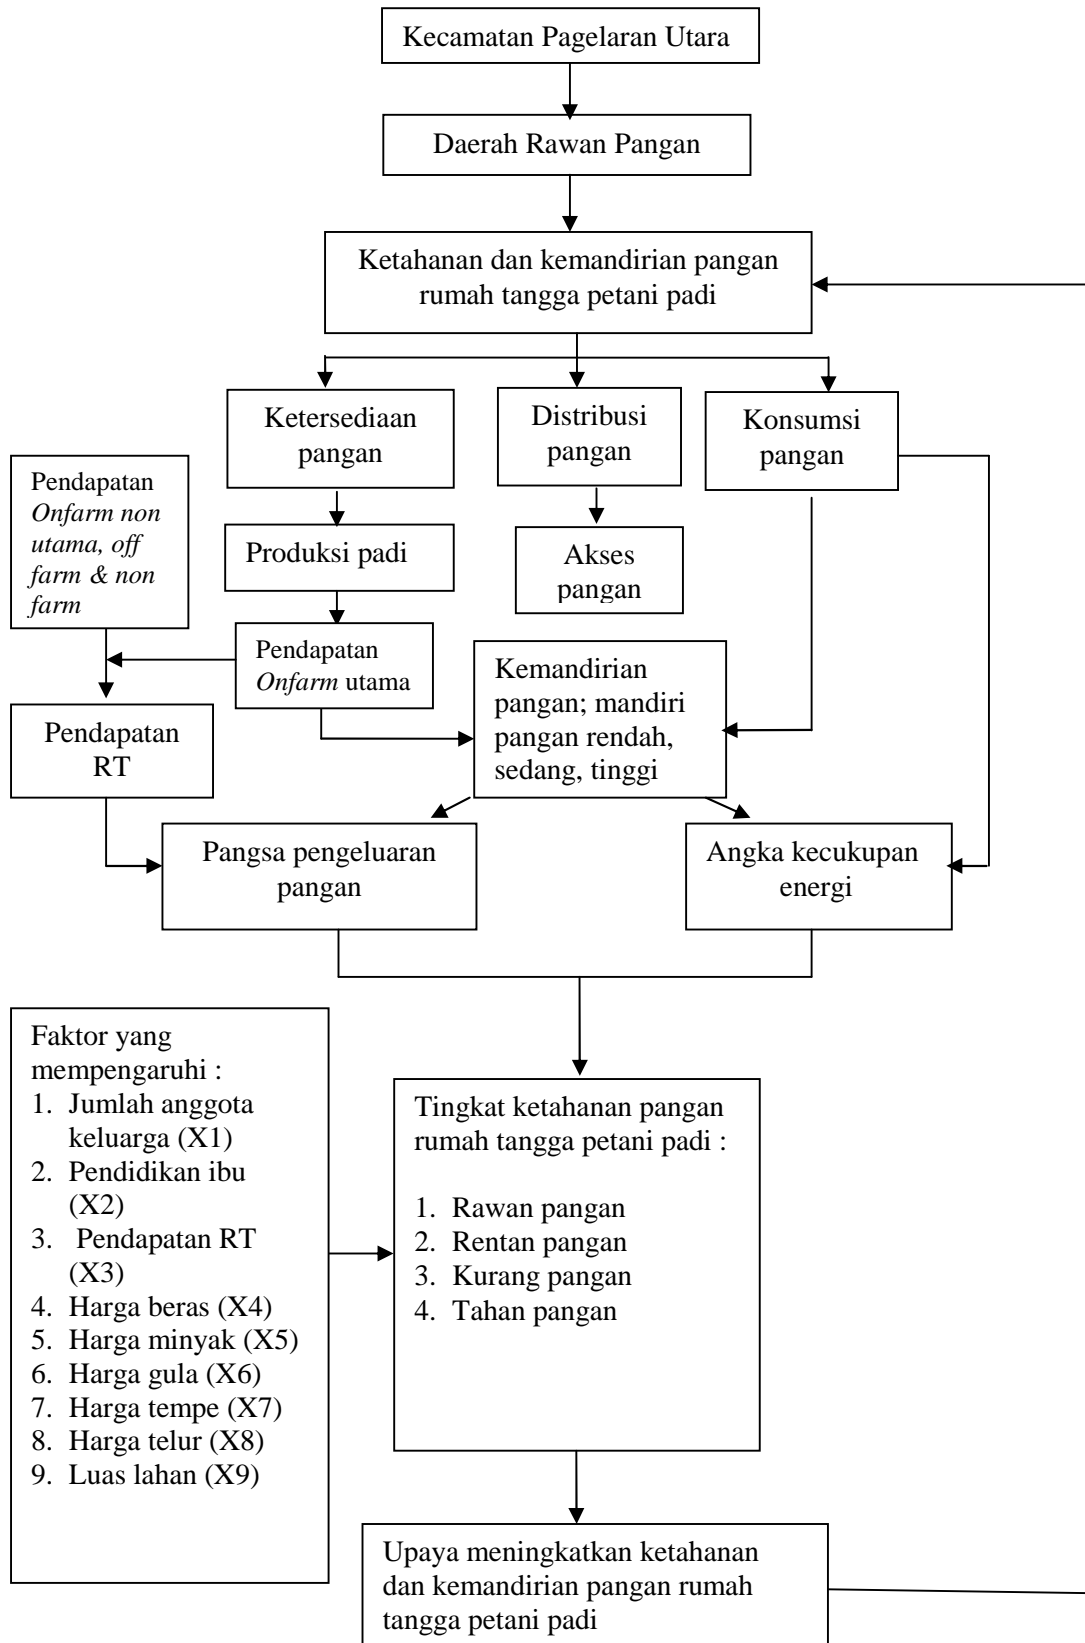 Kecamatan Pagelaran Utara
Daerah Rawan Pangan
Ketahanan dan kemandirian pangan
rumah tangga petani padi
Ketersediaan
pangan
Distribusi
pangan
Konsumsi
pangan
Pendapatan
Onfarm non
utama, off
farm & non
farm
Produksi padi
Akses
pangan
Pendapatan
Onfarm utama
Kemandirian
pangan; mandiri
pangan rendah,
sedang, tinggi
Pendapatan
RT
Pangsa pengeluaran
pangan
Angka kecukupan
energi
Faktor yang
mempengaruhi :
1. Jumlah anggota
keluarga (X1)
2. Pendidikan ibu
(X2)
3. Pendapatan RT
(X3)
4. Harga beras (X4)
5. Harga minyak (X5)
6. Harga gula (X6)
7. Harga tempe (X7)
8. Harga telur (X8)
9. Luas lahan (X9)
Tingkat ketahanan pangan
rumah tangga petani padi :
1. Rawan pangan
2. Rentan pangan
3. Kurang pangan
4. Tahan pangan
Upaya meningkatkan ketahanan
dan kemandirian pangan rumah
tangga petani padi